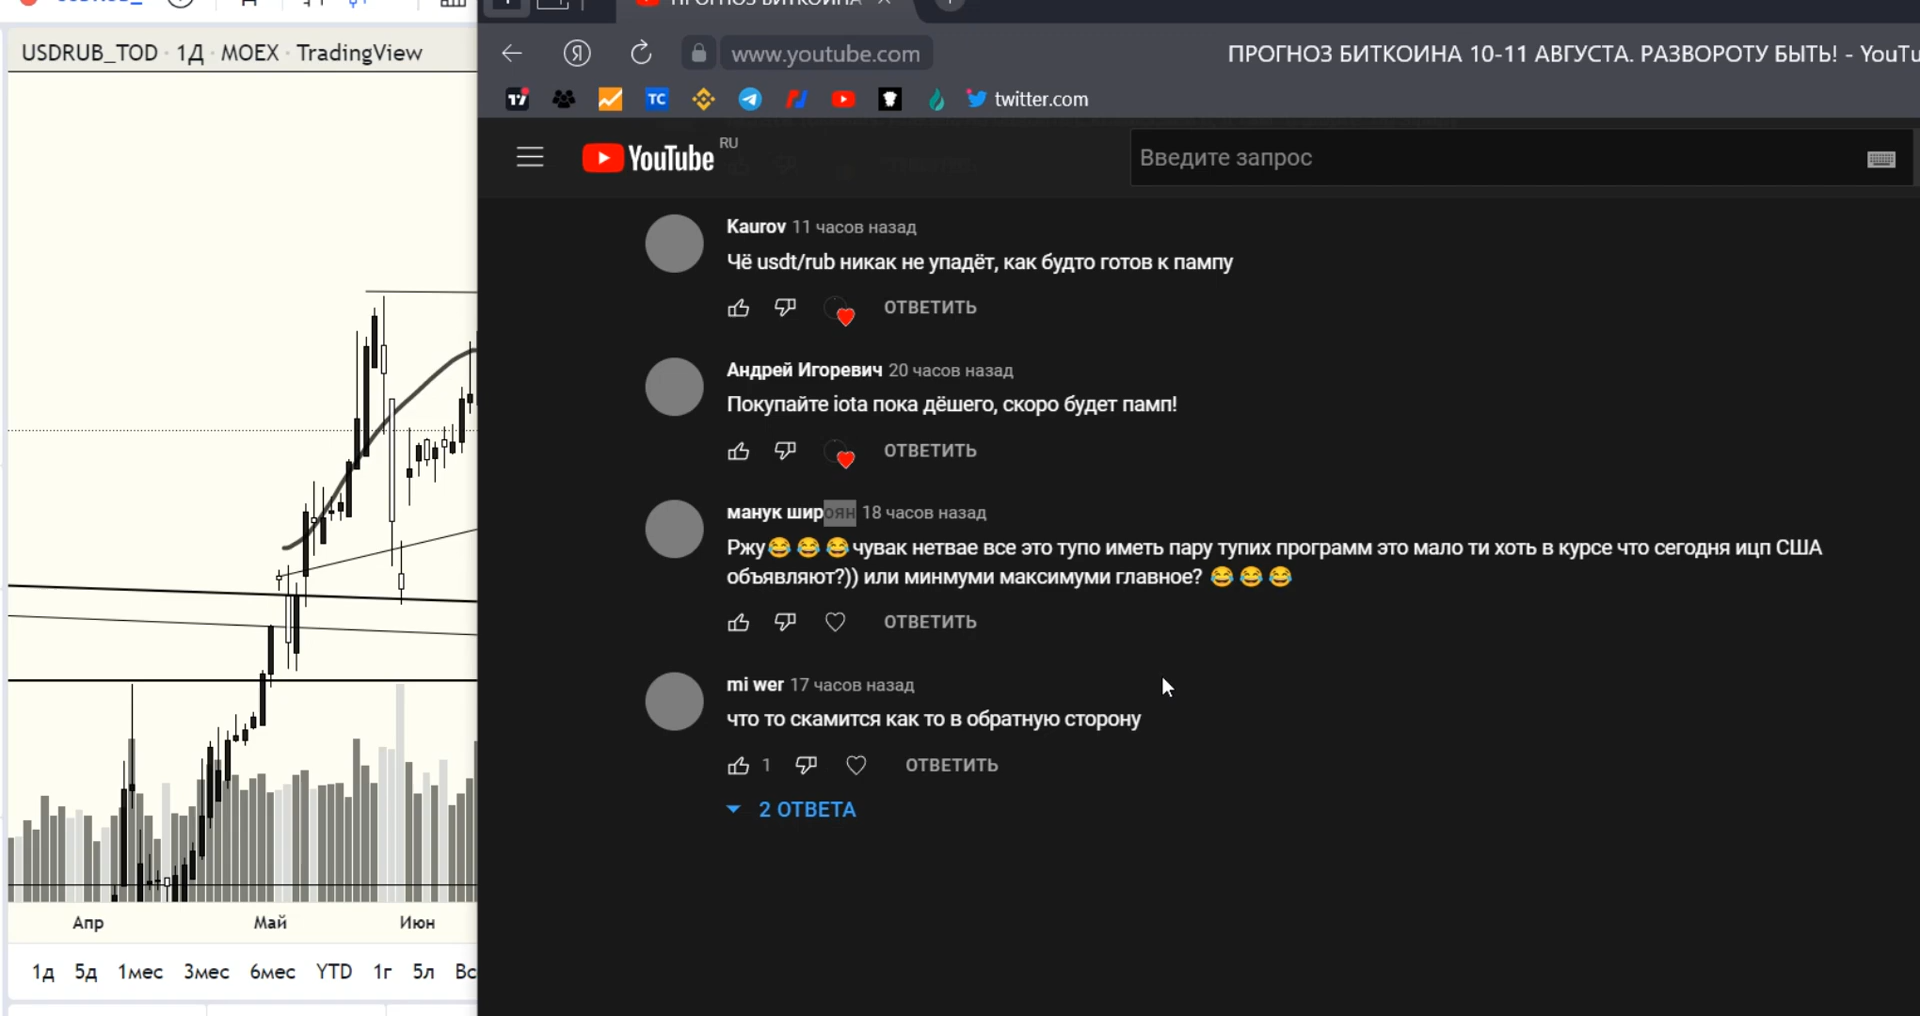 USDRUB_TOD · 1Д · MOEX · TradingView
www.youtube.com
ПРОГНОЗ БИТКОИНА 10-11 АВГУСТА. РАЗВОРОТУ БЫТЬ! - YouTu
TC
twitter.com
YouTube RU
Введите запрос
Kaurov 11 часов назад
Чё usdt/rub никак не упадёт, как будто готов к пампу
ОТВЕТИТЬ
Андрей Игоревич 20 часов назад
Покупайте iota пока дёшего, скоро будет памп!
ОТВЕТИТЬ
манук широян 18 часов назад
Ржу😂😂😂чувак нетвае все это тупо иметь пару тупих программ это мало ти хоть в курсе что сегодня ицп США
объявляют?)) или минмуми максимуми главное? 😂😂😂
ОТВЕТИТЬ
mi wer 17 часов назад
что то скамится как то в обратную сторону
1 ОТВЕТИТЬ
2 ОТВЕТА
Апр Май Июн
1д 5д 1мес 3мес 6мес YTD 1г 5л Вс